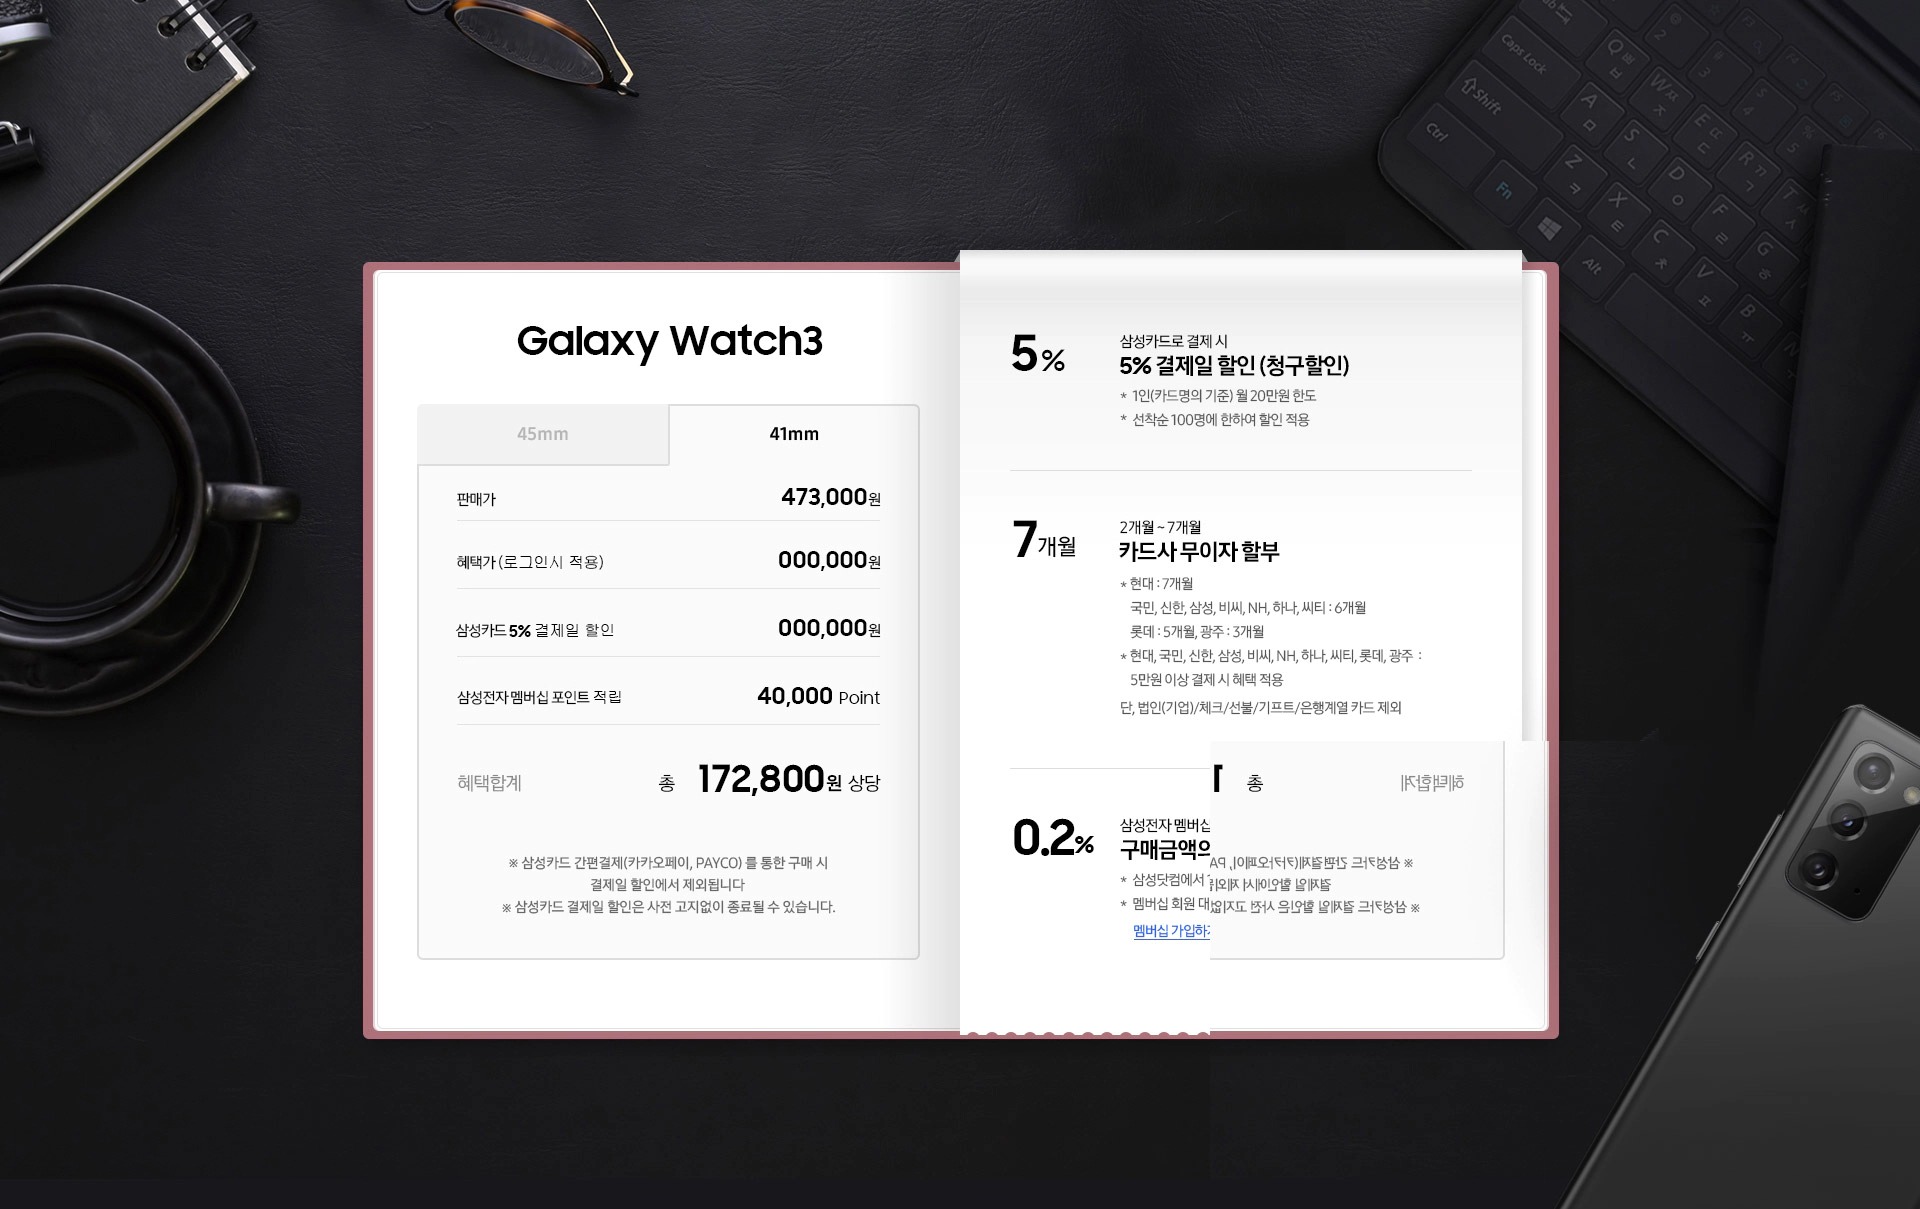 Galaxy Watch3
45mm
41mm
판매가 473,000원
혜택가 (로그인시 적용) 000,000원
삼성카드 5% 결제일 할인 000,000원
삼성전자 멤버십 포인트 적립 40,000 Point
혜택합계 총 172,800원 상당
※ 삼성카드 간편결제(카카오페이, PAYCO) 를 통한 구매 시
결제일 할인에서 제외됩니다
※ 삼성카드 결제일 할인은 사전 고지없이 종료될 수 있습니다.
5%
삼성카드로 결제 시
5% 결제일 할인 (청구할인)
* 1인(카드명의 기준) 월 20만원 한도
* 선착순 100명에 한하여 할인 적용
7개월
2개월 ~ 7개월
카드사 무이자 할부
* 현대 : 7개월
국민, 신한, 삼성, 비씨, NH, 하나, 씨티 : 6개월
롯데 : 5개월, 광주 : 3개월
* 현대, 국민, 신한, 삼성, 비씨, NH, 하나, 씨티, 롯데, 광주 :
5만원 이상 결제 시 혜택 적용
단, 법인(기업)/체크/선불/기프트/은행계열 카드 제외
총
0.2%
삼성전자 멤버십
구매금액의
* 삼성닷컴에서
* 멤버십 회원 대
멤버십 가입하기
Caps Lock
Shift
Ctrl
Fn
Alt